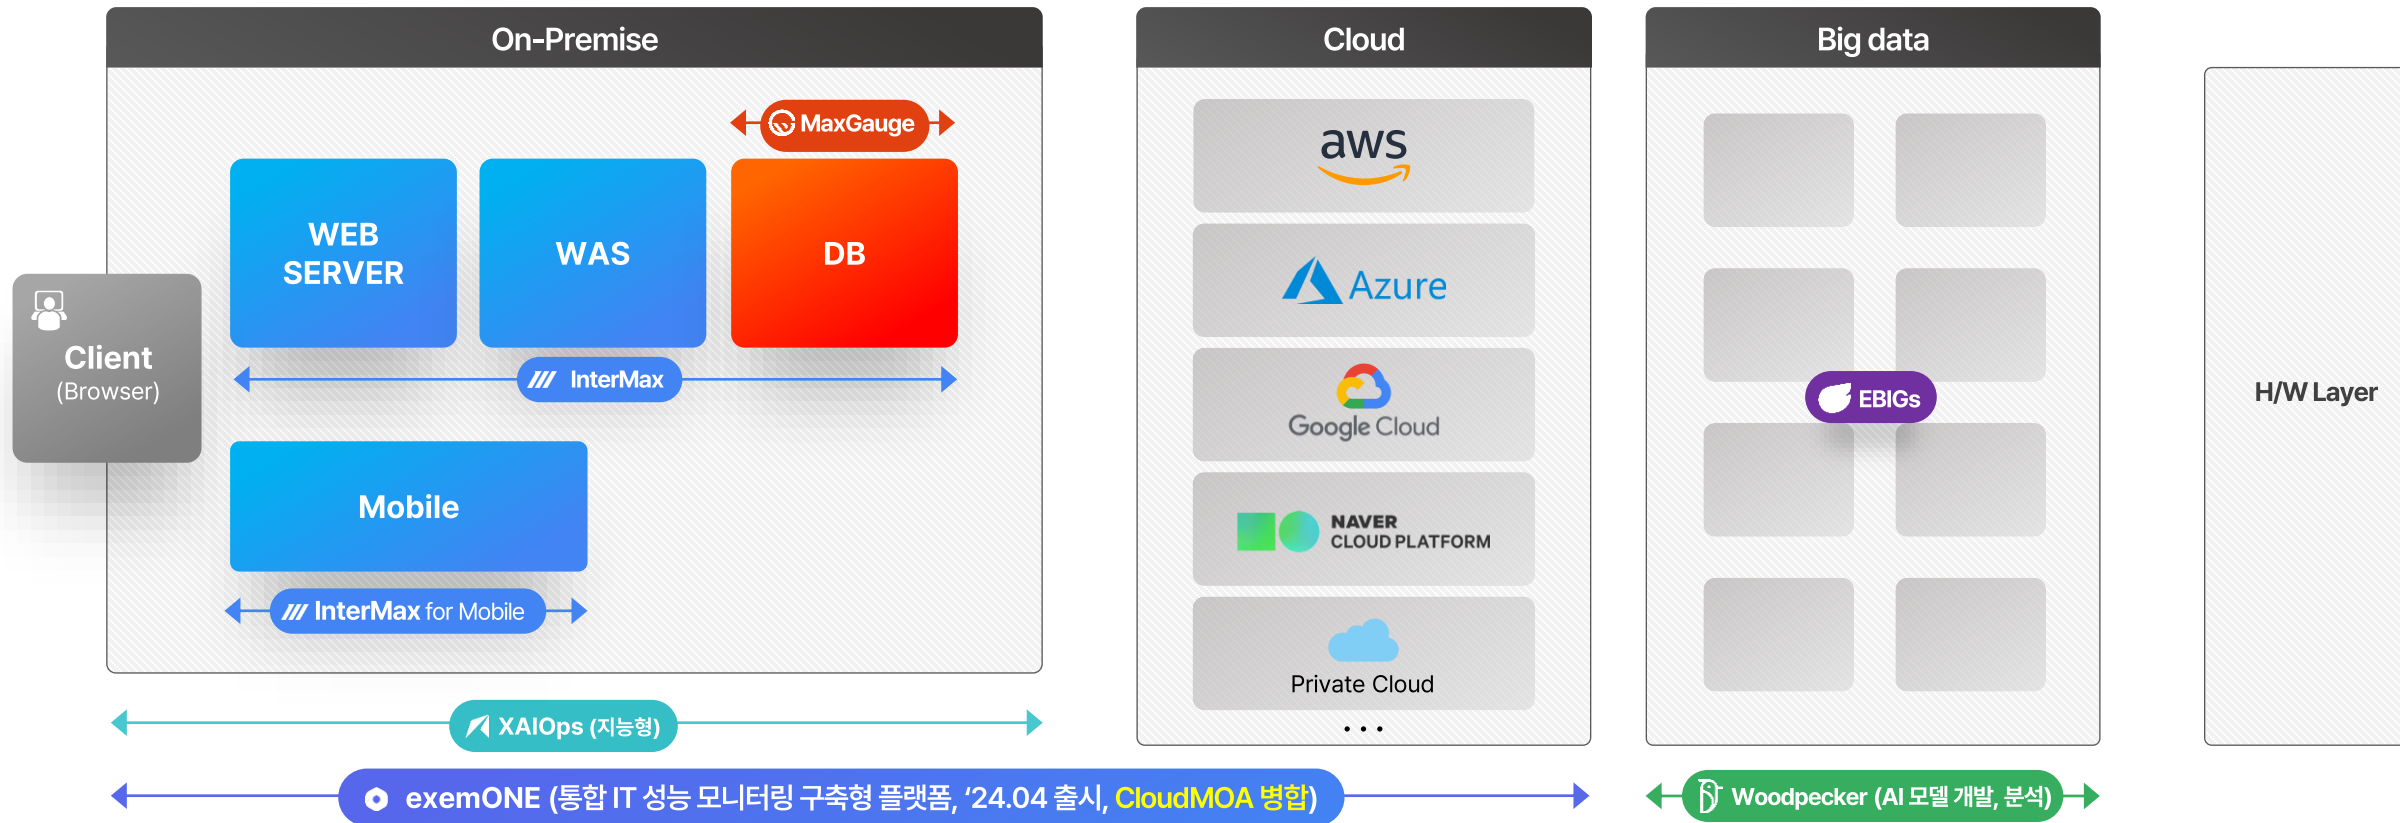 On-Premise
MaxGauge
WEB
SERVER
WAS
DB
Client
(Browser)
InterMax
Mobile
InterMax for Mobile
Cloud
aws
Azure
Google Cloud
NAVER
CLOUD PLATFORM
Private Cloud
...
Big data
EBIGs
H/W Layer
XAIOps (지능형)
exemONE (통합 IT 성능 모니터링 구축형 플랫폼, ‘24.04 출시, CloudMOA 병합)
Woodpecker (AI 모델 개발, 분석)